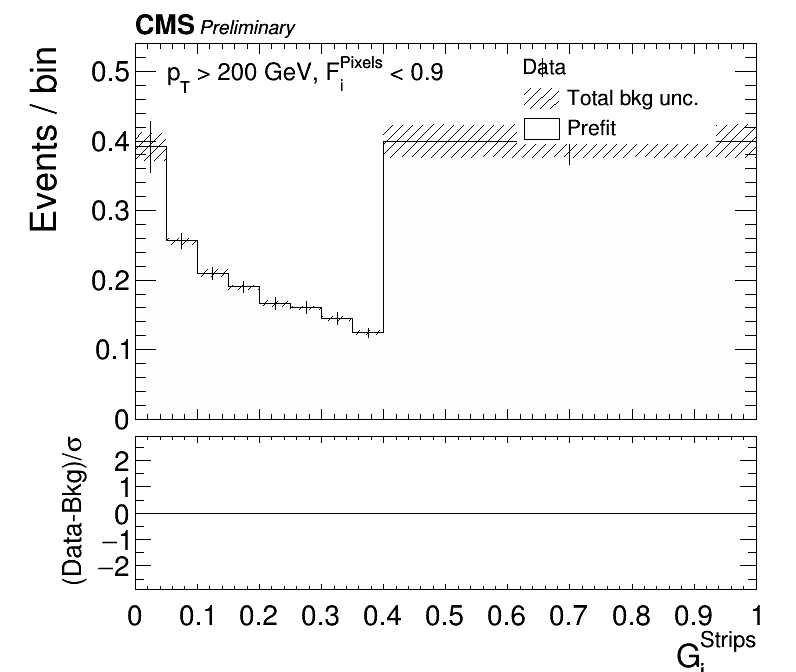 CMS Preliminary
p_T > 200 GeV, F_i^Pixels < 0.9
Data
Total bkg unc.
Prefit
Events / bin
0.5
0.4
0.3
0.2
0.1
0
(Data-Bkg)/σ
2
1
0
−1
−2
0 0.1 0.2 0.3 0.4 0.5 0.6 0.7 0.8 0.9 1
G_i^Strips